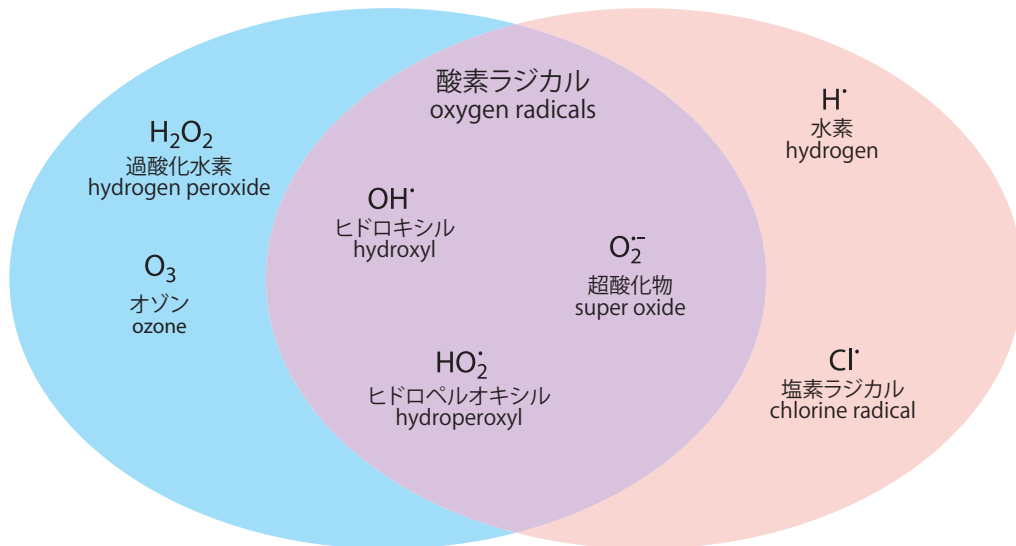 酸素ラジカル
oxygen radicals
H₂O₂
過酸化水素
hydrogen peroxide
O₃
オゾン
ozone
OH˙
ヒドロキシル
hydroxyl
O₂˙⁻
超酸化物
super oxide
HO₂˙
ヒドロペルオキシル
hydroperoxyl
H˙
水素
hydrogen
Cl˙
塩素ラジカル
chlorine radical